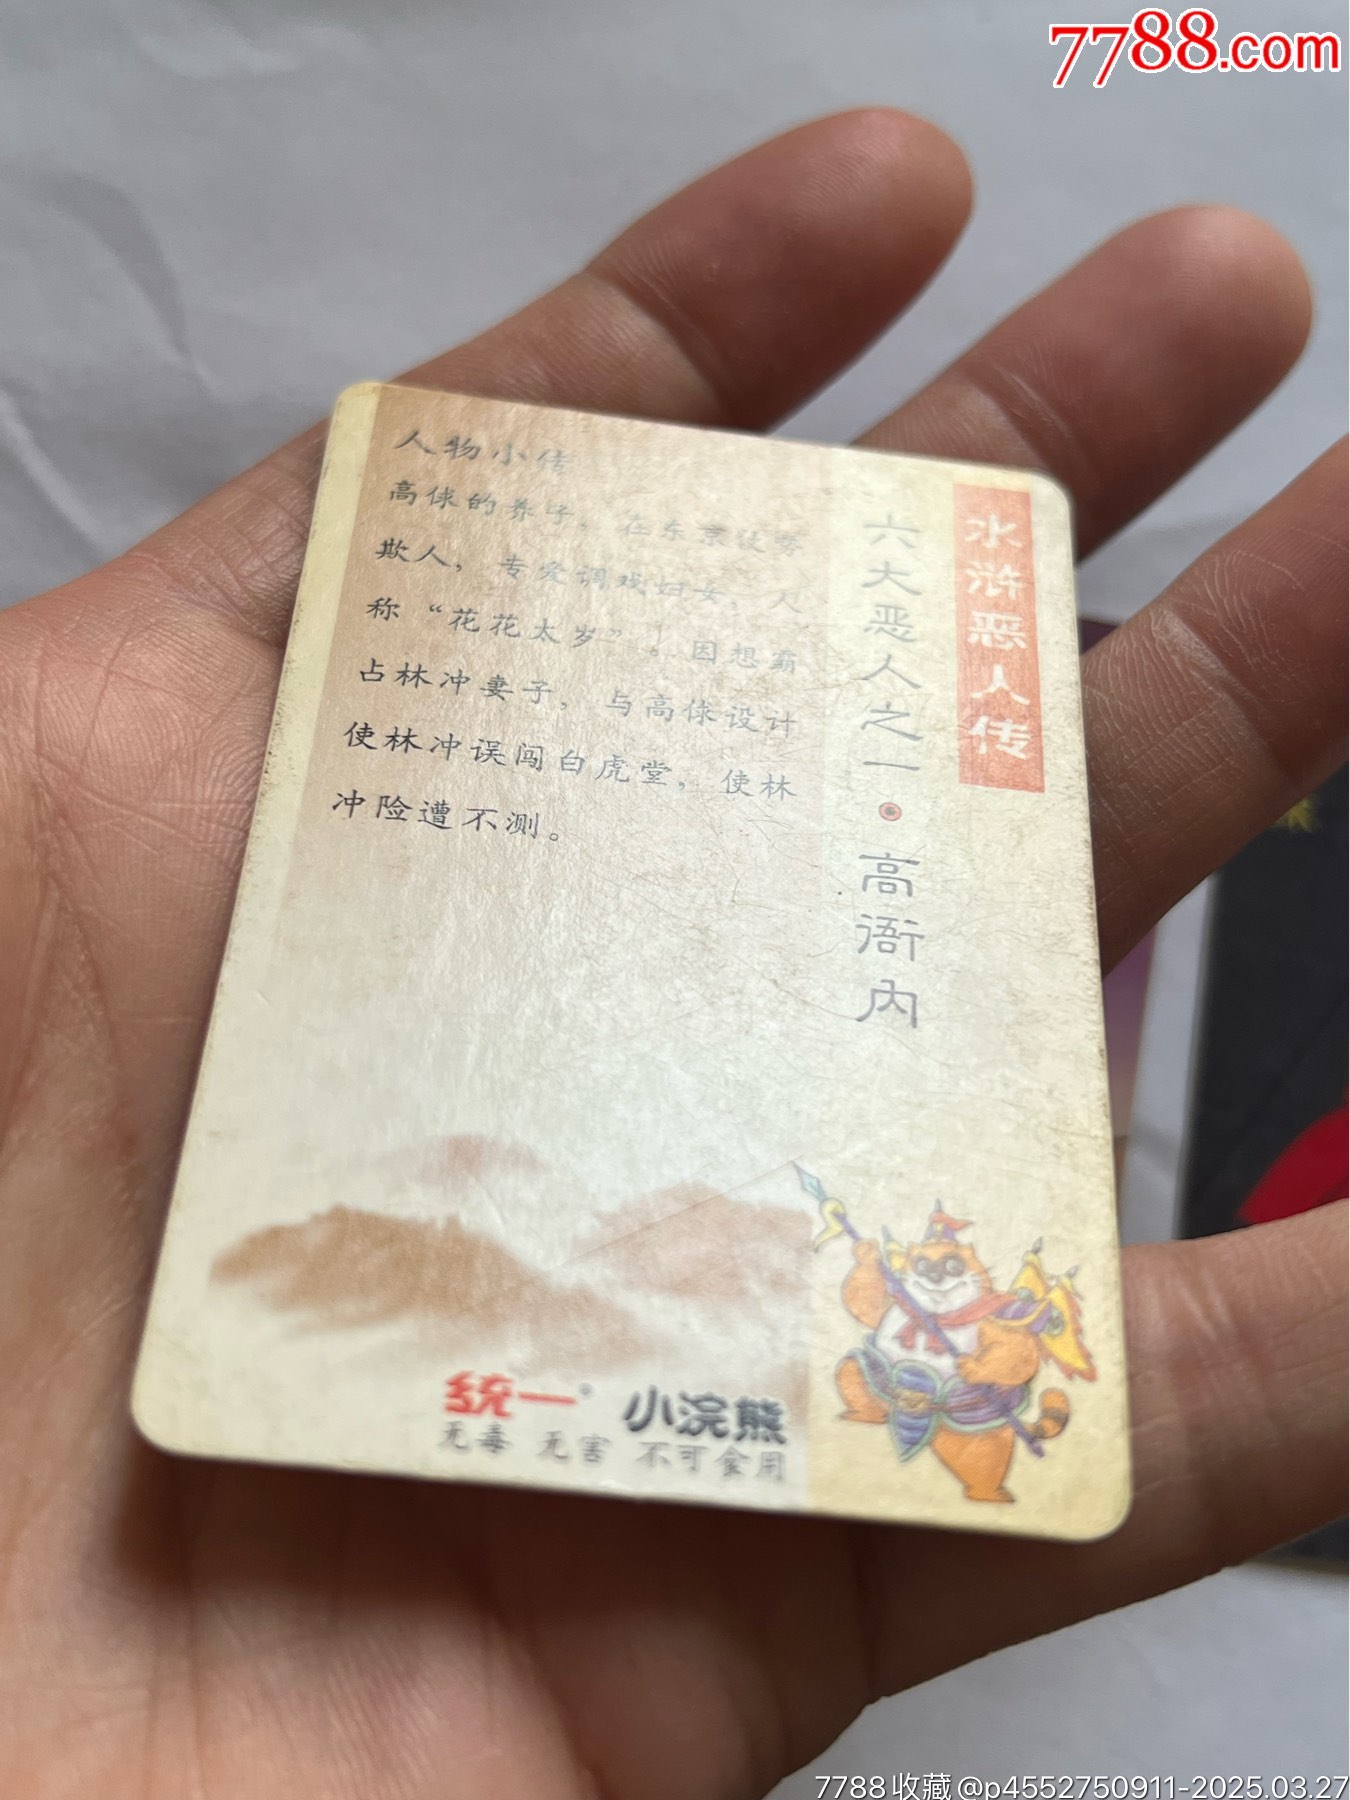 7788.com
水浒恶人传
六大恶人之一·高衙内
人物小传
高俅的养子，在东京
欺人，专爱调戏妇女，人
称“花花太岁”。因想霸
占林冲妻子，与高俅设计
使林冲误闯白虎堂，使林
冲险遭不测。
统一 小浣熊
无毒 无害 不可食用
7788收藏@p4552750911-2025.03.27